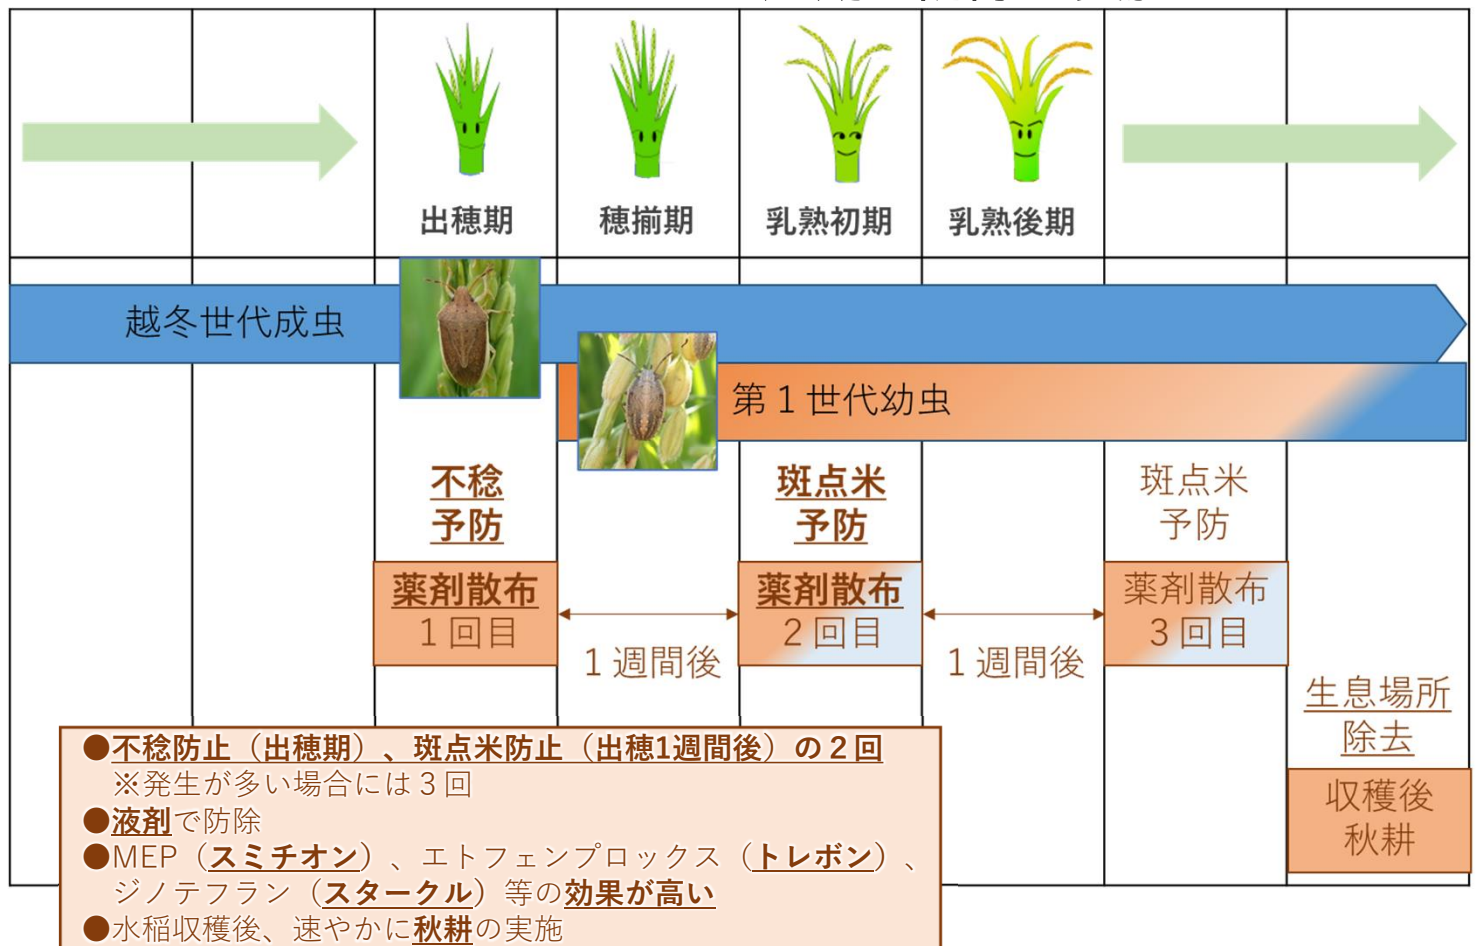 出穂期
穂揃期
乳熟初期
乳熟後期
越冬世代成虫
第1世代幼虫
不稔
予防
斑点米
予防
斑点米
予防
薬剤散布
1回目
1週間後
薬剤散布
2回目
1週間後
薬剤散布
3回目
生息場所
除去
収穫後
秋耕
●不稔防止（出穂期）、斑点米防止（出穂1週間後）の2回
※発生が多い場合には3回
●液剤で防除
●MEP（スミチオン）、エトフェンプロックス（トレボン）、
ジノテフラン（スタークル）等の効果が高い
●水稲収穫後、速やかに秋耕の実施